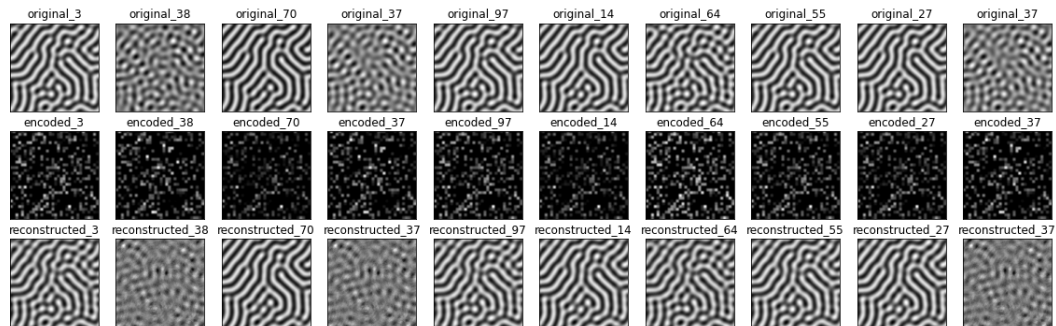 original_3 original_38 original_70 original_37 original_97 original_14 original_64 original_55 original_27 original_37
encoded_3 encoded_38 encoded_70 encoded_37 encoded_97 encoded_14 encoded_64 encoded_55 encoded_27 encoded_37
reconstructed_3 reconstructed_38 reconstructed_70 reconstructed_37 reconstructed_97 reconstructed_14 reconstructed_64 reconstructed_55 reconstructed_27 reconstructed_37